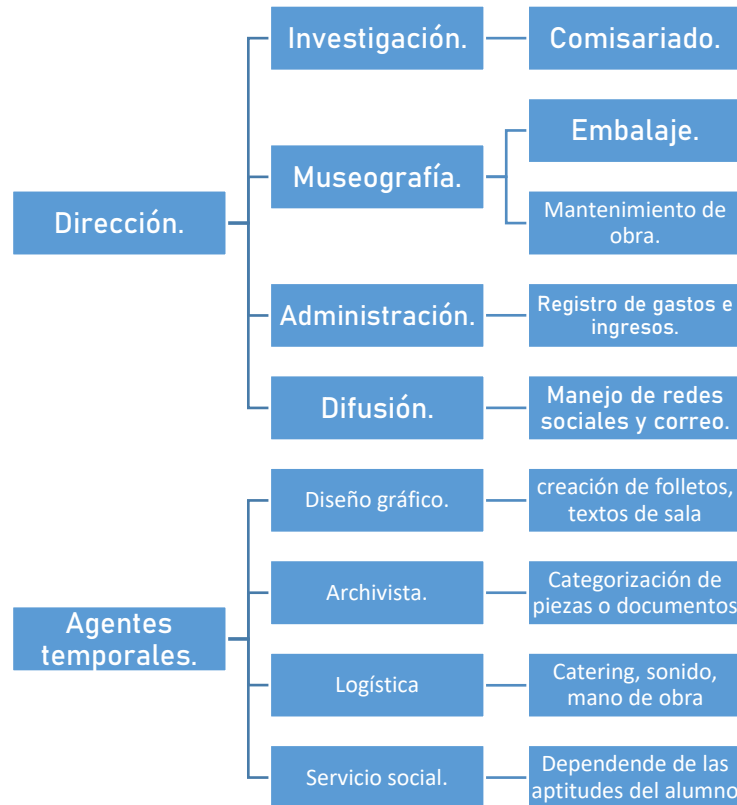 Dirección.
Investigación.
Comisariado.
Museografía.
Embalaje.
Mantenimiento de
obra.
Administración.
Registro de gastos e
ingresos.
Difusión.
Manejo de redes
sociales y correo.
Agentes
temporales.
Diseño gráfico.
creación de folletos,
textos de sala
Archivista.
Categorización de
piezas o documentos
Logística
Catering, sonido,
mano de obra
Servicio social.
Dependende de las
aptitudes del alumno